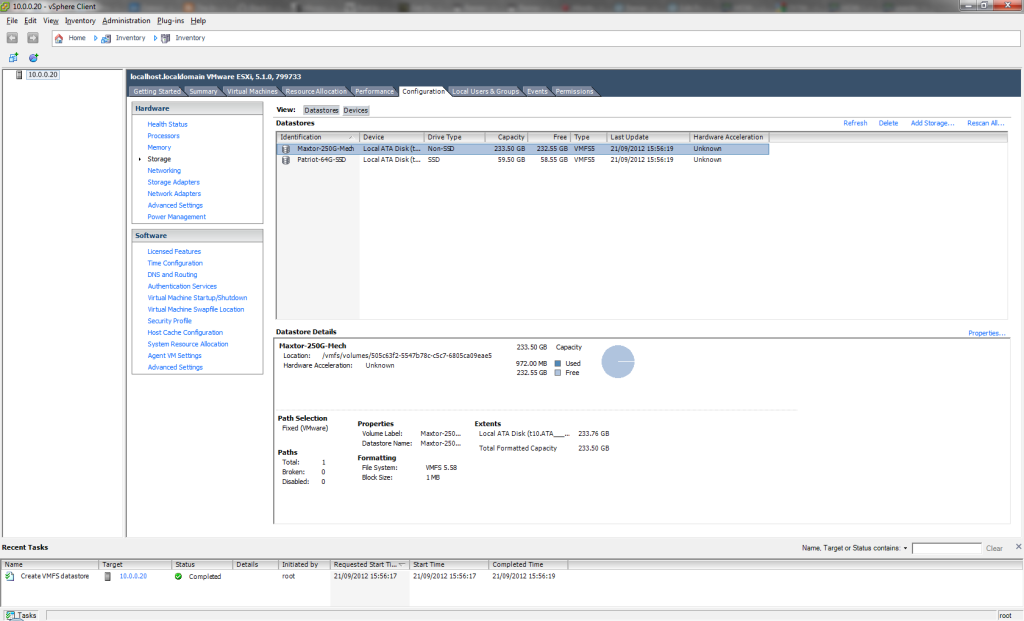 10.0.0.20 - vSphere Client
File Edit View Inventory Administration Plug-ins Help
Home Inventory Inventory
10.0.0.20
localhost.localdomain VMware ESXi, 5.1.0, 799733
Getting Started Summary Virtual Machines Resource Allocation Performance Configuration Local Users & Groups Events Permissions
Hardware
Health Status
Processors
Memory
Storage
Networking
Storage Adapters
Network Adapters
Advanced Settings
Power Management
Software
Licensed Features
Time Configuration
DNS and Routing
Authentication Services
Virtual Machine Startup/Shutdown
Virtual Machine Swapfile Location
Security Profile
Host Cache Configuration
System Resource Allocation
Agent VM Settings
Advanced Settings
View: Datastores Devices
Datastores Refresh Delete Add Storage... Rescan All...
Identification Device Drive Type Capacity Free Type Last Update Hardware Acceleration
Maxtor-250G-Mech Local ATA Disk (t... Non-SSD 233.50 GB 232.55 GB VMFS5 21/09/2012 15:56:19 Unknown
Patriot-64G-SSD Local ATA Disk (t... SSD 59.50 GB 58.55 GB VMFS5 21/09/2012 15:56:19 Unknown
Datastore Details Properties...
Maxtor-250G-Mech 233.50 GB Capacity
Location: /vmfs/volumes/505c63f2-5547b78c-c5c7-6805ca09eae5
Hardware Acceleration: Unknown
972.00 MB Used
232.55 GB Free
Path Selection
Fixed (VMware)
Paths
Total: 1
Broken: 0
Disabled: 0
Properties
Volume Label: Maxtor-250...
Datastore Name: Maxtor-250...
Formatting
File System: VMFS 5.58
Block Size: 1 MB
Extents
Local ATA Disk (t10.ATA___... 233.76 GB
Total Formatted Capacity 233.50 GB
Recent Tasks Name, Target or Status contains: Clear
Name Target Status Details Initiated by Requested Start Ti... Start Time Completed Time
Create VMFS datastore 10.0.0.20 Completed root 21/09/2012 15:56:17 21/09/2012 15:56:17 21/09/2012 15:56:19
Tasks root